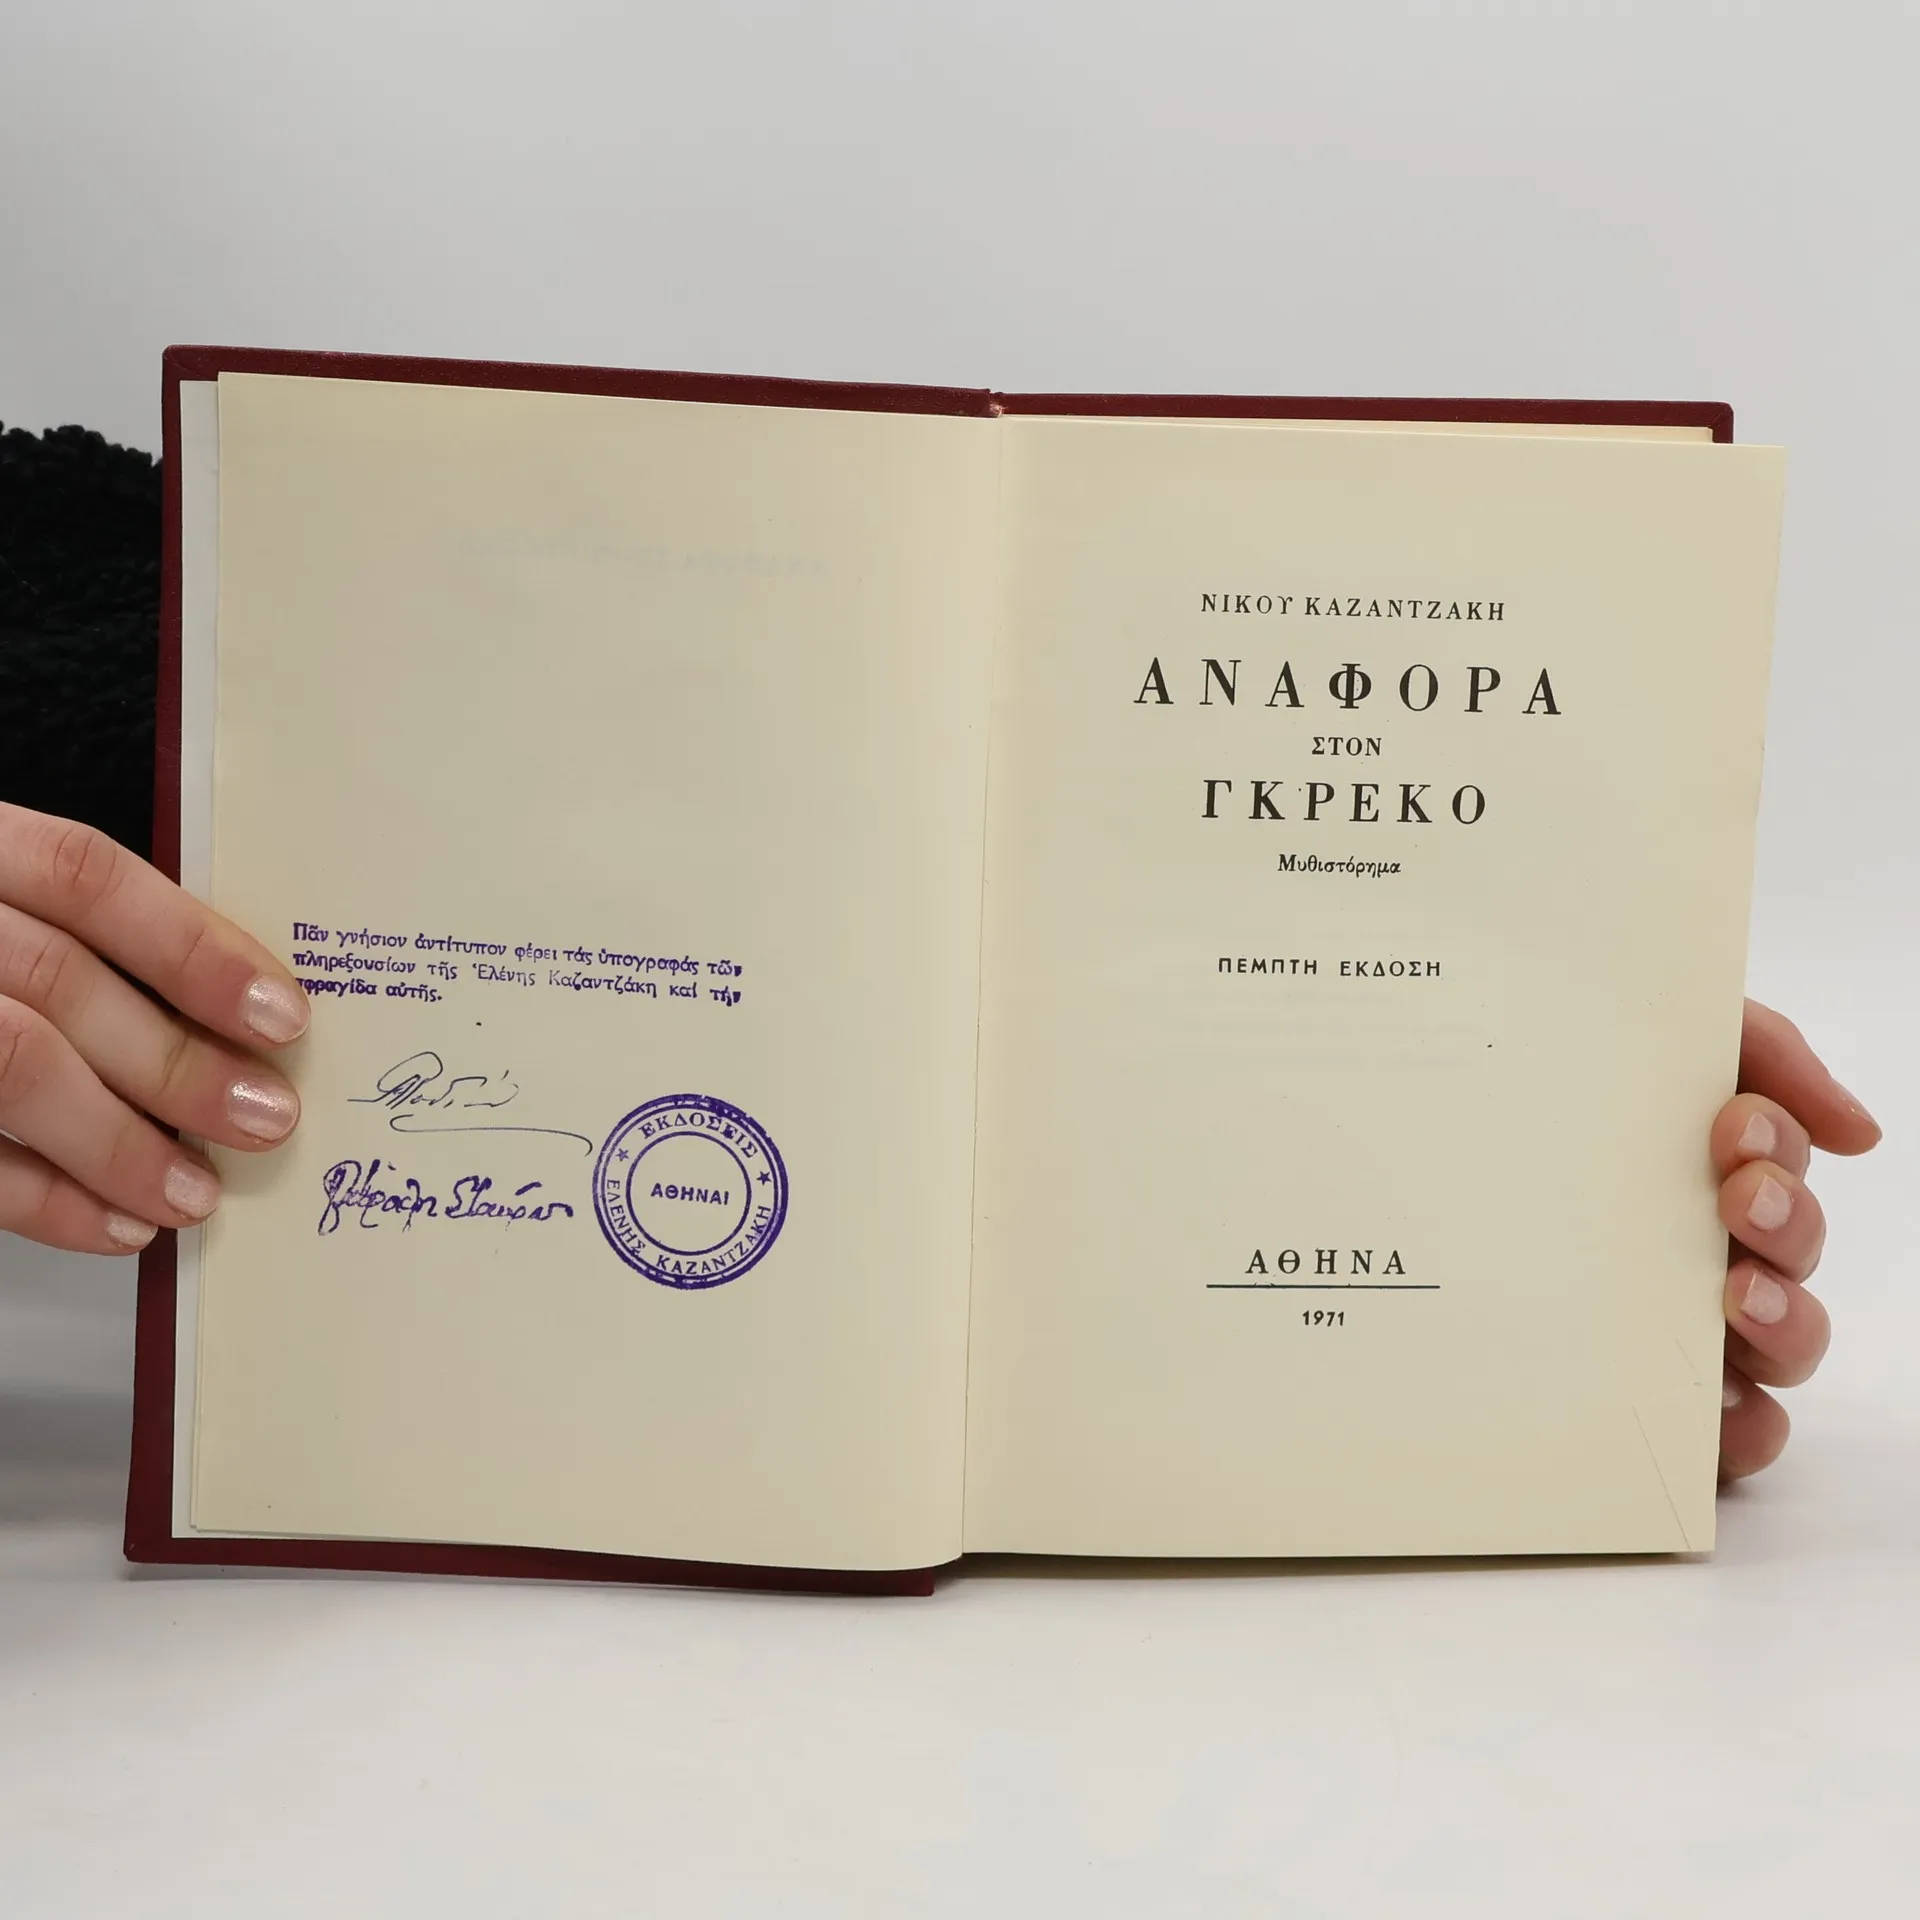 Πᾶν γνήσιον ἀντίτυπον φέρει τάς ὑπογραφάς τῶν
πληρεξουσίων τῆς Ἑλένης Καζαντζάκη καί τήν
σφραγίδα αὐτῆς.
ΕΚΔΟΣΕΙΣ
ΑΘΗΝΑΙ
ΕΛΕΝΗΣ ΚΑΖΑΝΤΖΑΚΗ
ΝΙΚΟΥ ΚΑΖΑΝΤΖΑΚΗ
ΑΝΑΦΟΡΑ
ΣΤΟΝ
ΓΚΡΕΚΟ
Μυθιστόρημα
ΠΕΜΠΤΗ ΕΚΔΟΣΗ
ΑΘΗΝΑ
1971